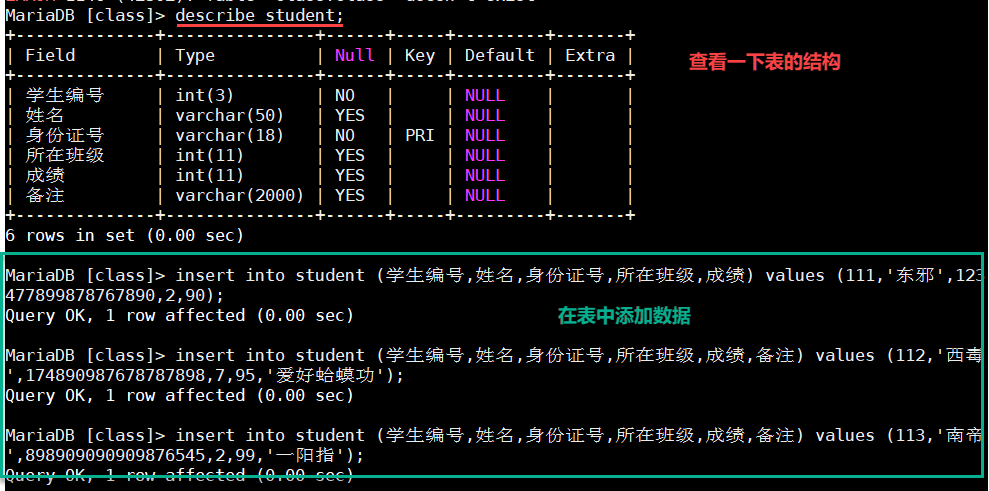 MariaDB [class]> describe student;
+--------------+---------------+------+-----+---------+-------+
| Field | Type | Null | Key | Default | Extra |
查看一下表的结构
+--------------+---------------+------+-----+---------+-------+
| 学生编号 | int(3) | NO | | NULL | |
| 姓名 | varchar(50) | YES | | NULL | |
| 身份证号 | varchar(18) | NO | PRI | NULL | |
| 所在班级 | int(11) | YES | | NULL | |
| 成绩 | int(11) | YES | | NULL | |
| 备注 | varchar(2000) | YES | | NULL | |
+--------------+---------------+------+-----+---------+-------+
6 rows in set (0.00 sec)
MariaDB [class]> insert into student (学生编号,姓名,身份证号,所在班级,成绩) values (111,'东邪',123
477899878767890,2,90);
Query OK, 1 row affected (0.00 sec)
在表中添加数据
MariaDB [class]> insert into student (学生编号,姓名,身份证号,所在班级,成绩,备注) values (112,'西毒
',174890987678787898,7,95,'爱好蛤蟆功');
Query OK, 1 row affected (0.00 sec)
MariaDB [class]> insert into student (学生编号,姓名,身份证号,所在班级,成绩,备注) values (113,'南帝
',898909090909876545,2,99,'一阳指');
Query OK, 1 row affected (0.00 sec)